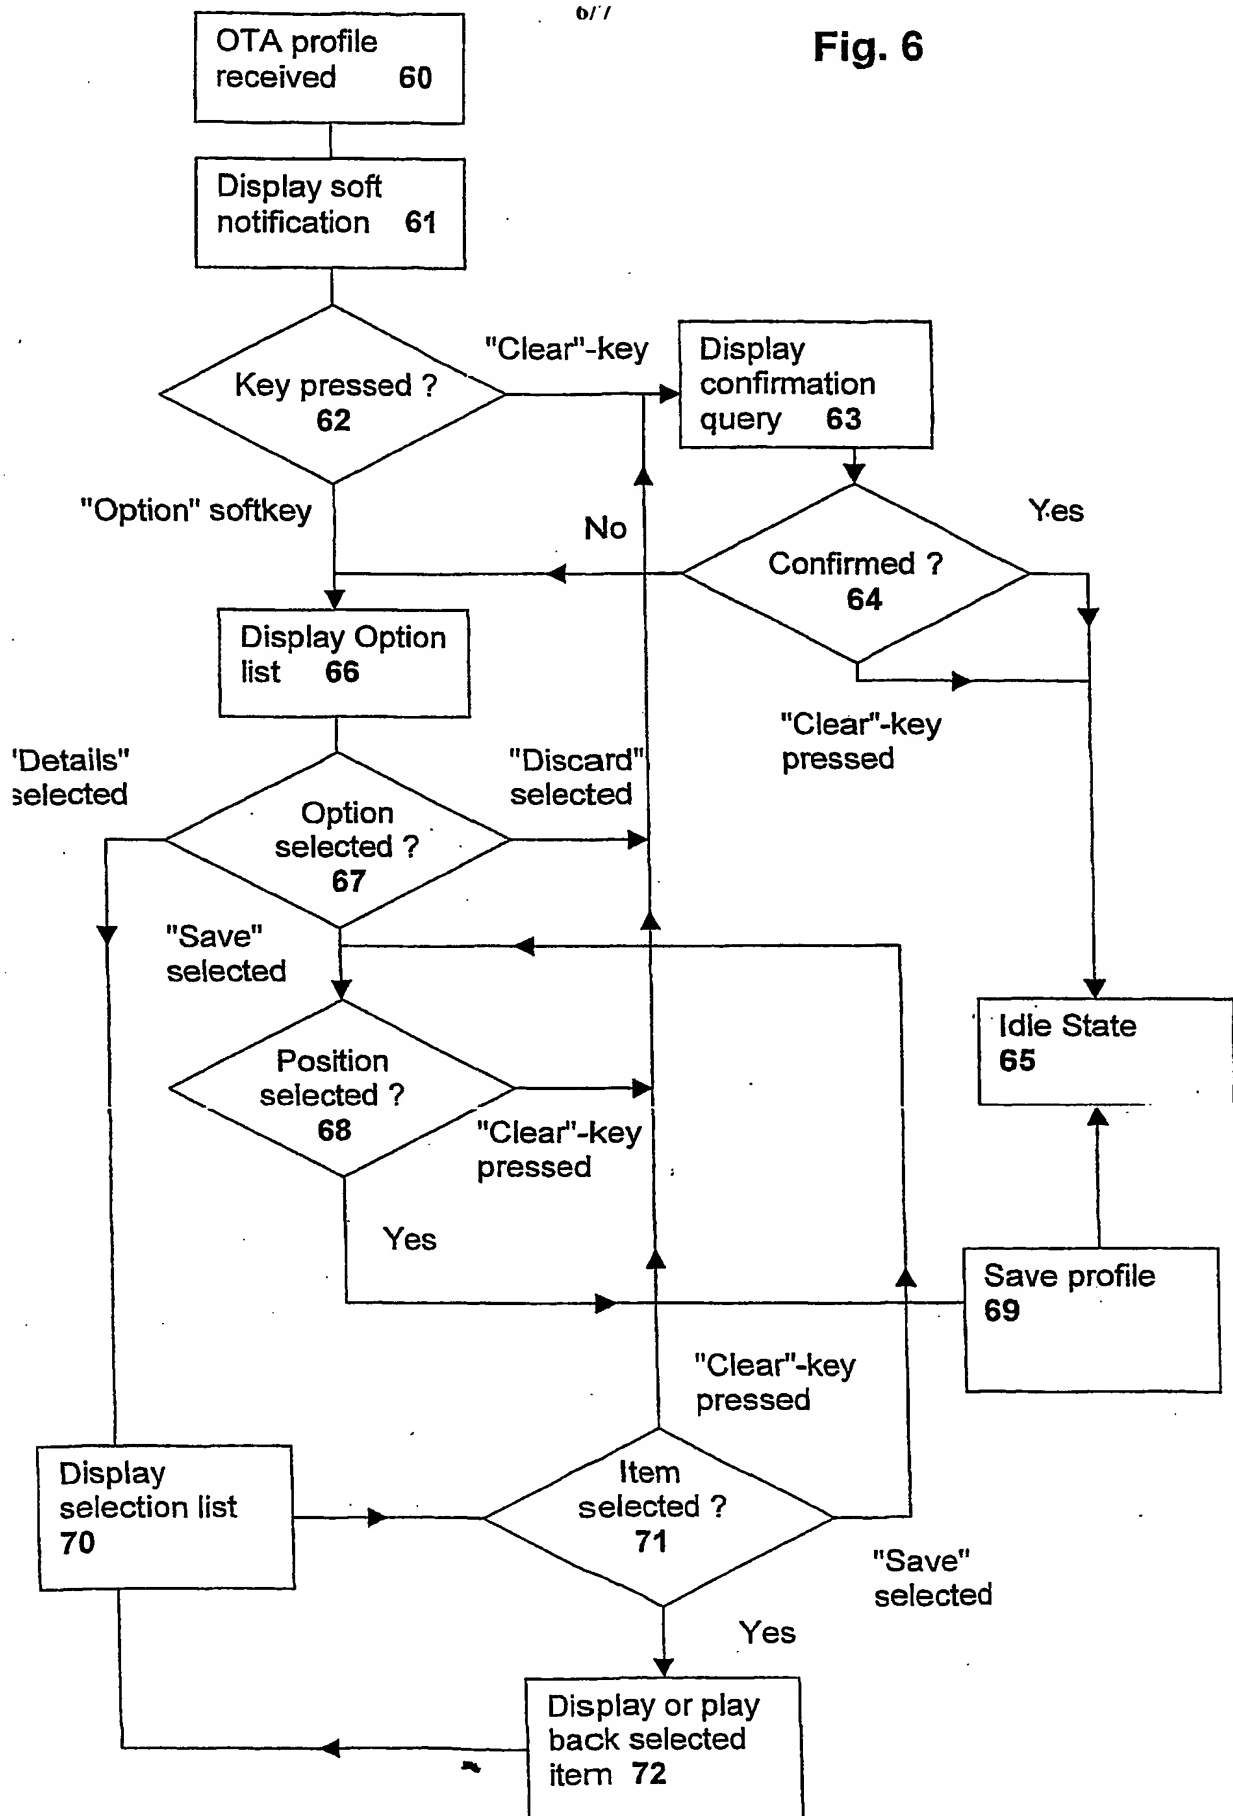 6/7
Fig. 6
OTA profile
received 60
Display soft
notification 61
"Clear"-key
Display
confirmation
query 63
Key pressed ?
62
"Option" softkey
No
Yes
Confirmed ?
64
Display Option
list 66
"Clear"-key
pressed
"Details"
selected
"Discard"
selected
Option
selected ?
67
"Save"
selected
Idle State
65
Position
selected ?
68
"Clear"-key
pressed
Yes
Save profile
69
"Clear"-key
pressed
Display
selection list
70
Item
selected ?
71
"Save"
selected
Yes
Display or play
back selected
item 72